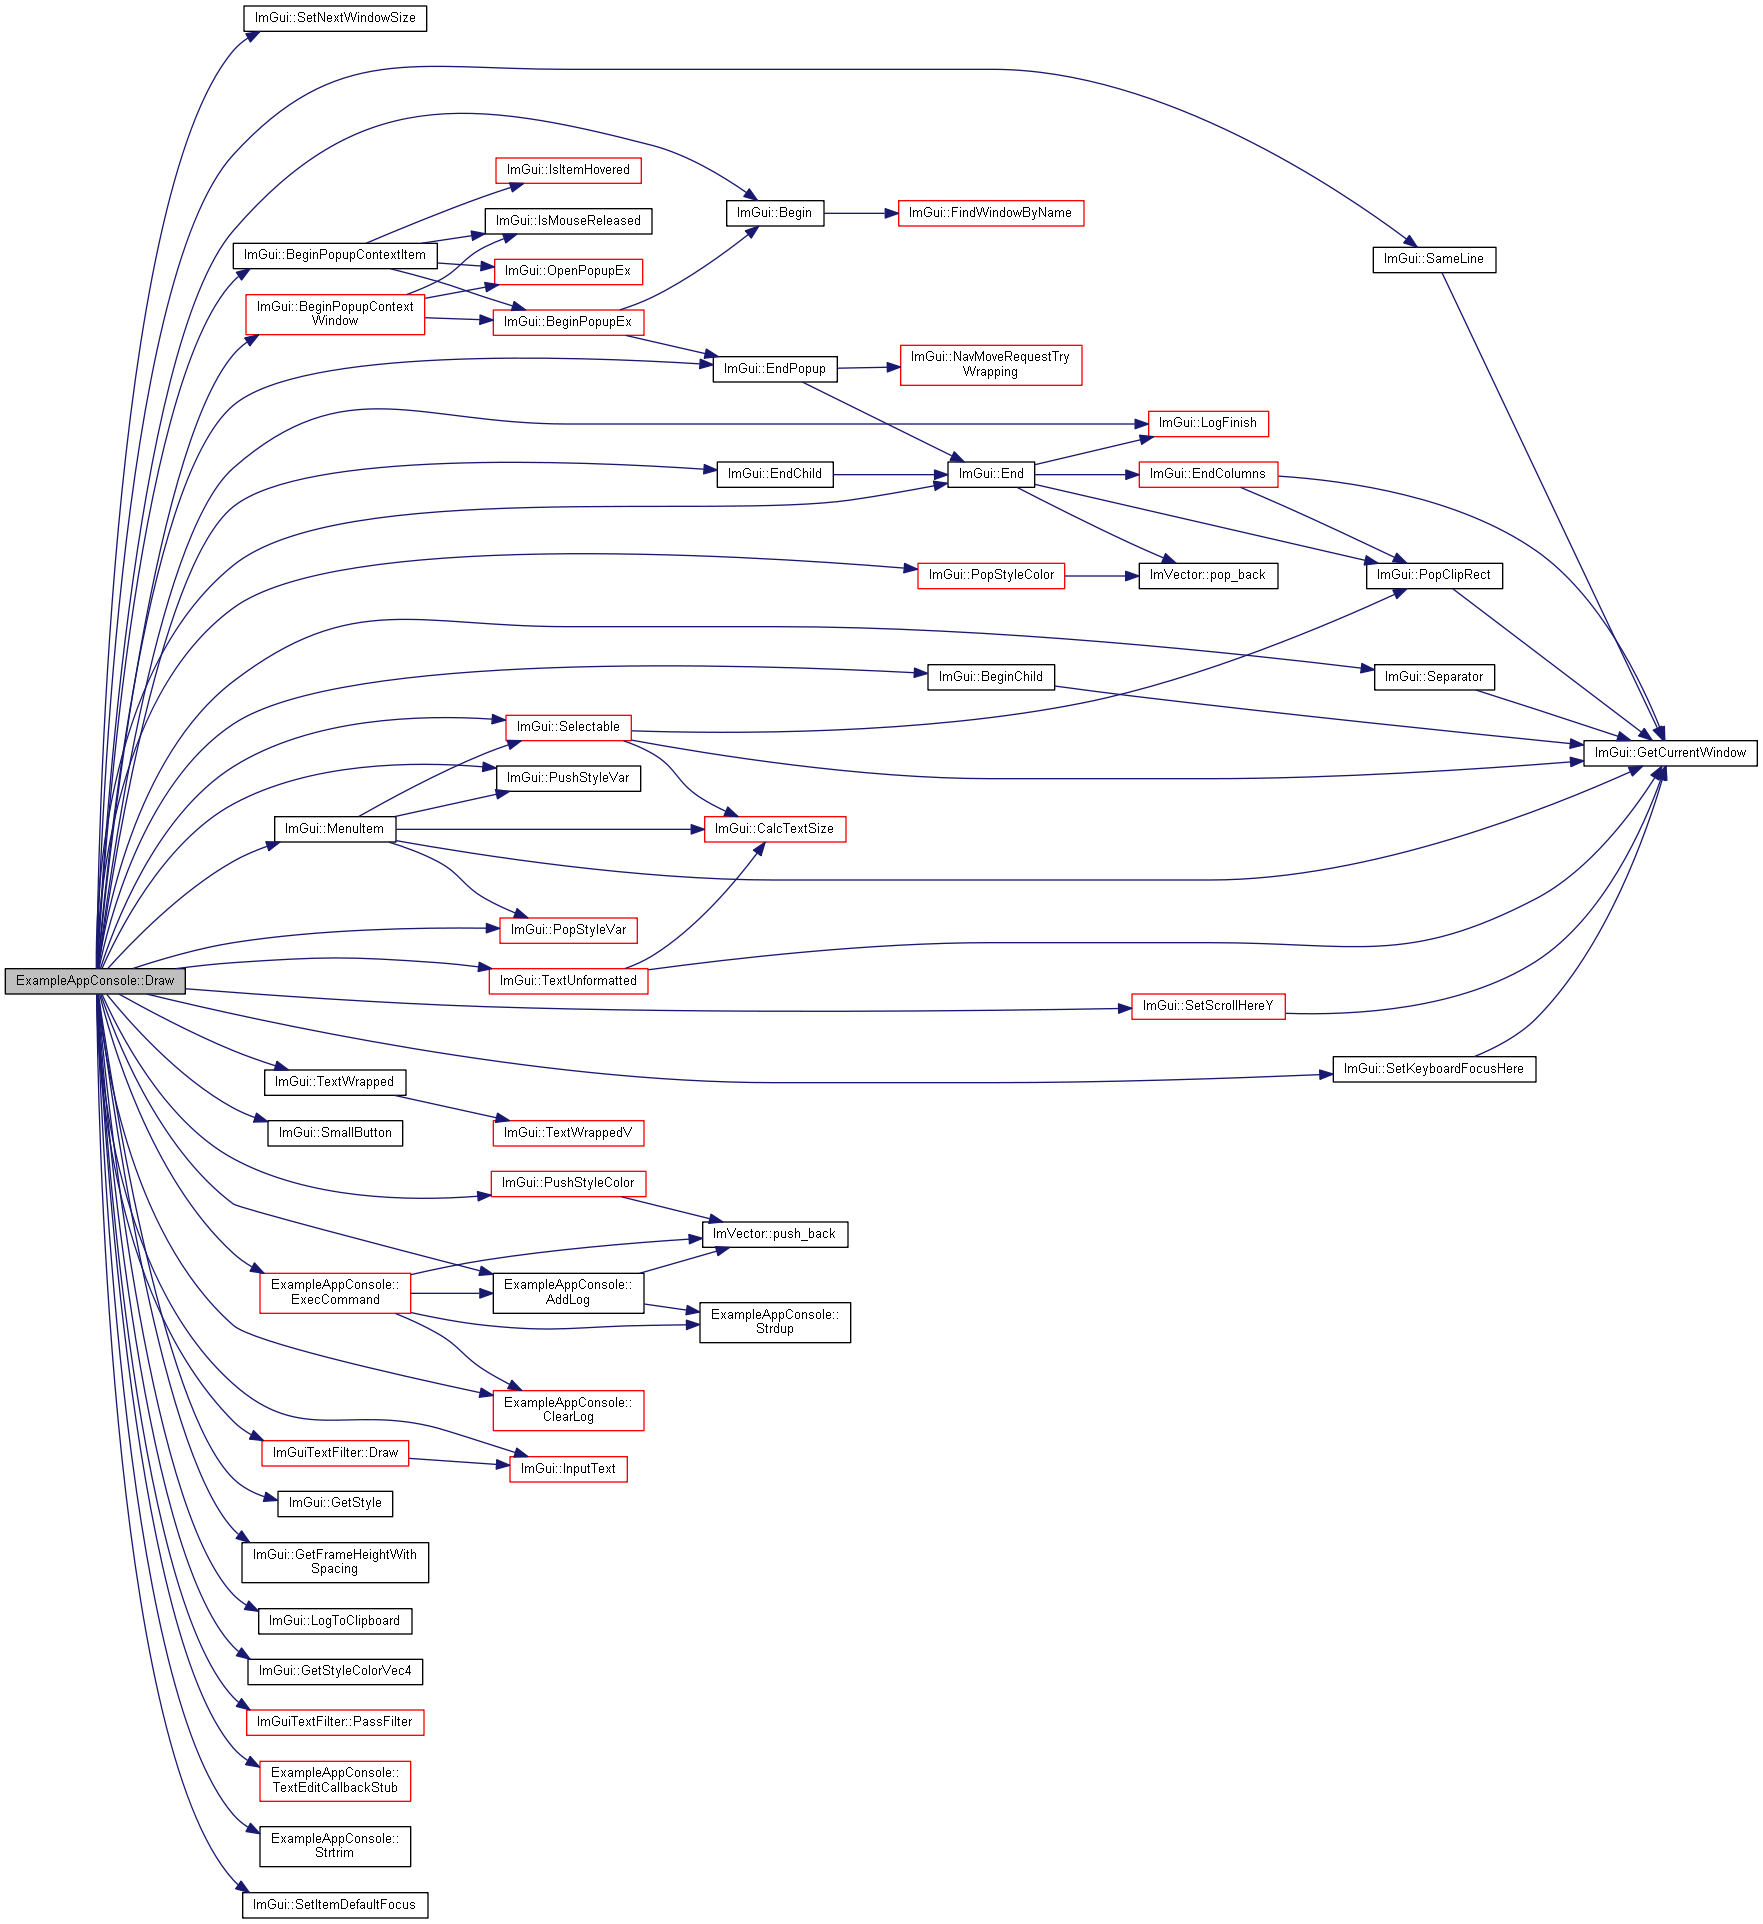 ImGui::SetNextWindowSize
ImGui::IsItemHovered
ImGui::IsMouseReleased
ImGui::Begin
ImGui::FindWindowByName
ImGui::BeginPopupContextItem
ImGui::SameLine
ImGui::OpenPopupEx
ImGui::BeginPopupContext
Window
ImGui::BeginPopupEx
ImGui::EndPopup
ImGui::NavMoveRequestTry
Wrapping
ImGui::LogFinish
ImGui::EndChild
ImGui::End
ImGui::EndColumns
ImGui::PopStyleColor
ImVector::pop_back
ImGui::PopClipRect
ImGui::BeginChild
ImGui::Separator
ImGui::Selectable
ImGui::GetCurrentWindow
ImGui::PushStyleVar
ImGui::MenuItem
ImGui::CalcTextSize
ImGui::PopStyleVar
ExampleAppConsole::Draw
ImGui::TextUnformatted
ImGui::SetScrollHereY
ImGui::SetKeyboardFocusHere
ImGui::TextWrapped
ImGui::SmallButton
ImGui::TextWrappedV
ImGui::PushStyleColor
ImVector::push_back
ExampleAppConsole::
ExecCommand
ExampleAppConsole::
AddLog
ExampleAppConsole::
Strdup
ExampleAppConsole::
ClearLog
ImGuiTextFilter::Draw
ImGui::InputText
ImGui::GetStyle
ImGui::GetFrameHeightWith
Spacing
ImGui::LogToClipboard
ImGui::GetStyleColorVec4
ImGuiTextFilter::PassFilter
ExampleAppConsole::
TextEditCallbackStub
ExampleAppConsole::
Strtrim
ImGui::SetItemDefaultFocus